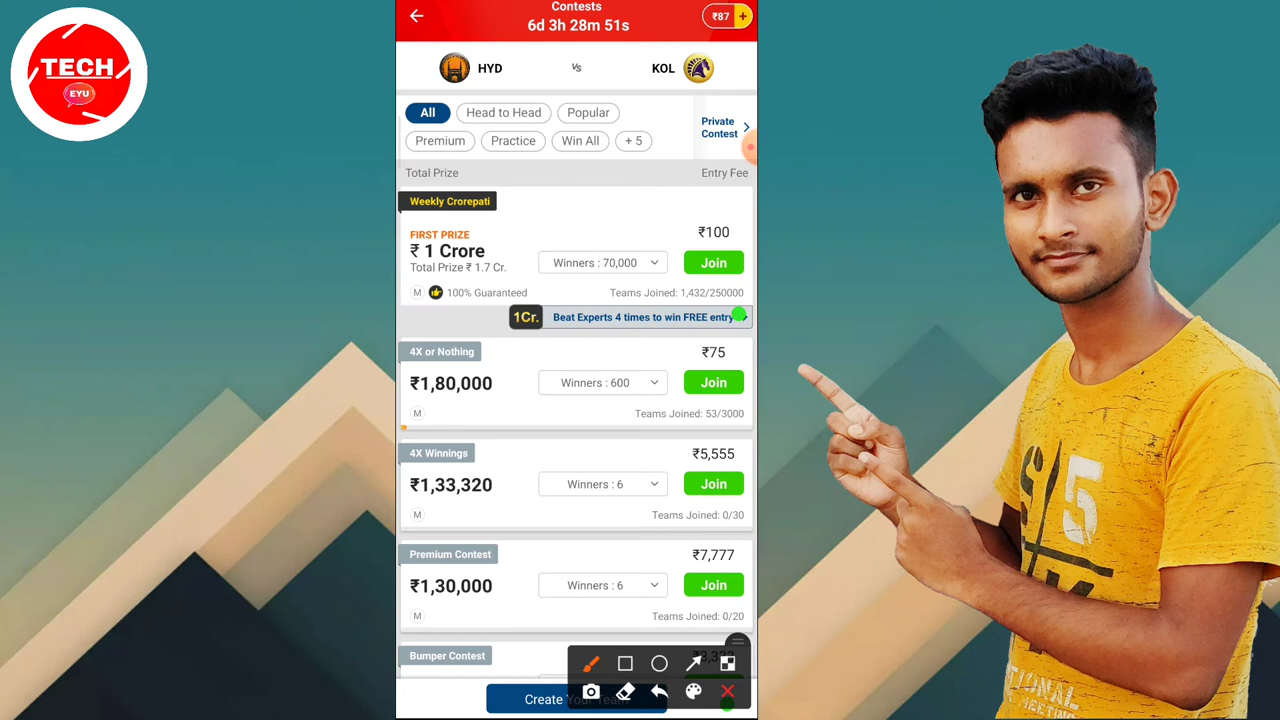 TECH
EYU
Contests
6d 3h 28m 51s
₹87 +
HYD VS KOL
All Head to Head Popular
Premium Practice Win All + 5
Private
Contest
Total Prize Entry Fee
Weekly Crorepati
FIRST PRIZE
₹ 1 Crore
Total Prize ₹ 1.7 Cr.
₹100
Winners : 70,000 Join
M 100% Guaranteed Teams Joined: 1,432/250000
1Cr. Beat Experts 4 times to win FREE entry
4X or Nothing ₹75
₹1,80,000 Winners : 600 Join
M Teams Joined: 53/3000
4X Winnings ₹5,555
₹1,33,320 Winners : 6 Join
M Teams Joined: 0/30
Premium Contest ₹7,777
₹1,30,000 Winners : 6 Join
M Teams Joined: 0/20
Bumper Contest
Create Your Team